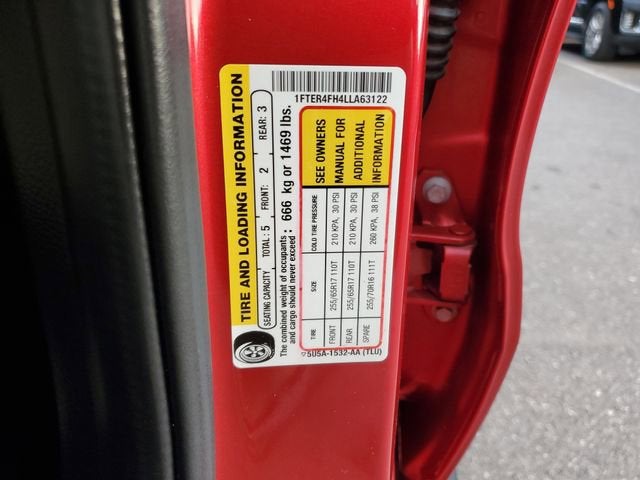 1FTER4FH4LLA63122
TIRE AND LOADING INFORMATION
SEATING CAPACITY TOTAL: 5 FRONT: 2 REAR: 3
The combined weight of occupants
and cargo should never exceed : 666 kg or 1469 lbs.
TIRE SIZE COLD TIRE PRESSURE
FRONT 255/65R17 110T 210 KPA, 30 PSI
REAR 255/65R17 110T 210 KPA, 30 PSI
SPARE 255/70R16 111T 260 KPA, 38 PSI
SEE OWNERS
MANUAL FOR
ADDITIONAL
INFORMATION
5U5A-1532-AA (TLU)